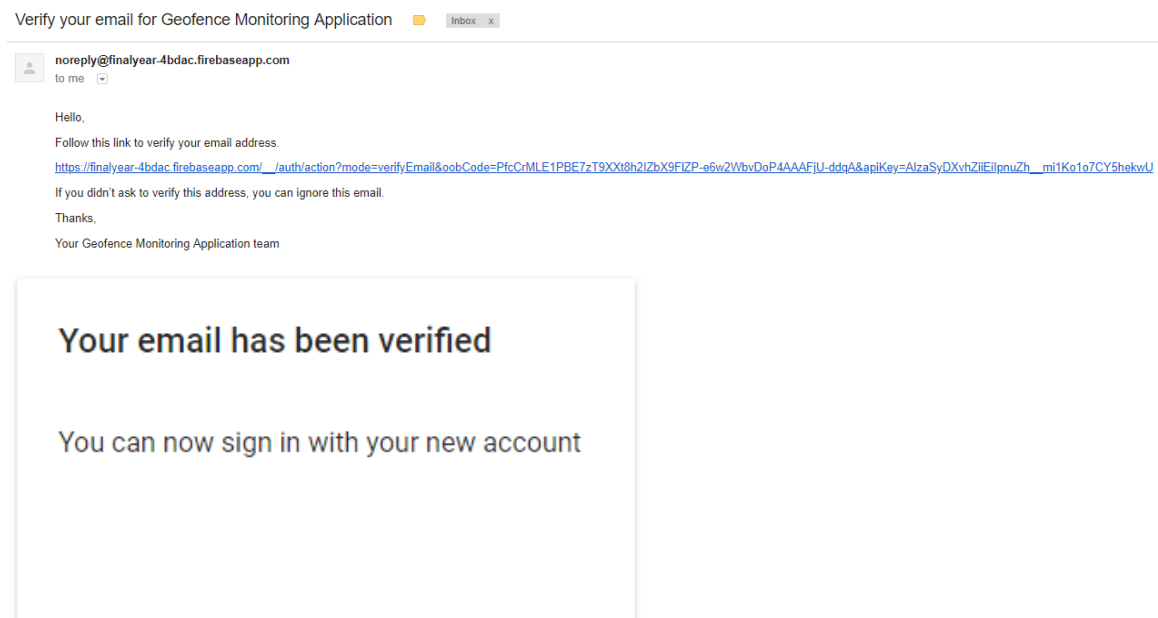 Verify your email for Geofence Monitoring Application Inbox x
noreply@finalyear-4bdac.firebaseapp.com
to me
Hello,
Follow this link to verify your email address.
https://finalyear-4bdac.firebaseapp.com/__/auth/action?mode=verifyEmail&oobCode=PfcCrMLE1PBE7zT9XXt8h2IZbX9FIZP-e6w2WbvDoP4AAAFjU-ddqA&apiKey=AIzaSyDXvhZiiEiIpnuZh__mi1Ko1o7CY5hekwU
If you didn't ask to verify this address, you can ignore this email.
Thanks,
Your Geofence Monitoring Application team
Your email has been verified
You can now sign in with your new account